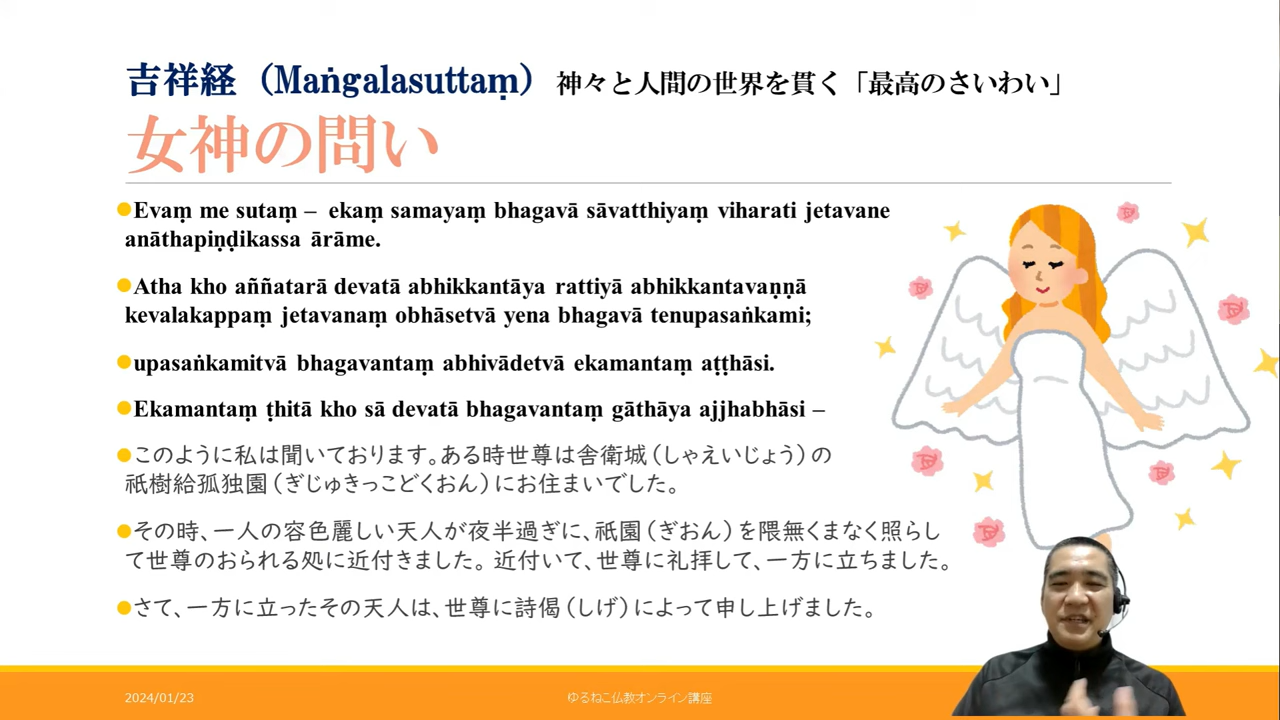 吉祥経（Maṅgalasuttaṃ）神々と人間の世界を貫く「最高のさいわい」
女神の問い
●Evaṃ me sutaṃ – ekaṃ samayaṃ bhagavā sāvatthiyaṃ viharati jetavane
anāthapiṇḍikassa ārāme.
●Atha kho aññatarā devatā abhikkantāya rattiyā abhikkantavaṇṇā
kevalakappaṃ jetavanaṃ obhāsetvā yena bhagavā tenupasaṅkami;
●upasaṅkamitvā bhagavantaṃ abhivādetvā ekamantaṃ aṭṭhāsi.
●Ekamantaṃ ṭhitā kho sā devatā bhagavantaṃ gāthāya ajjhabhāsi –
●このように私は聞いております。ある時世尊は舎衛城（しゃえいじょう）の
祇樹給孤独園（ぎじゅきっこどくおん）にお住まいでした。
●その時、一人の容色麗しい天人が夜半過ぎに、祇園（ぎおん）を隈無くまなく照らし
て世尊のおられる処に近付きました。近付いて、世尊に礼拝して、一方に立ちました。
●さて、一方に立ったその天人は、世尊に詩偈（しげ）によって申し上げました。
2024/01/23
ゆるねこ仏教オンライン講座